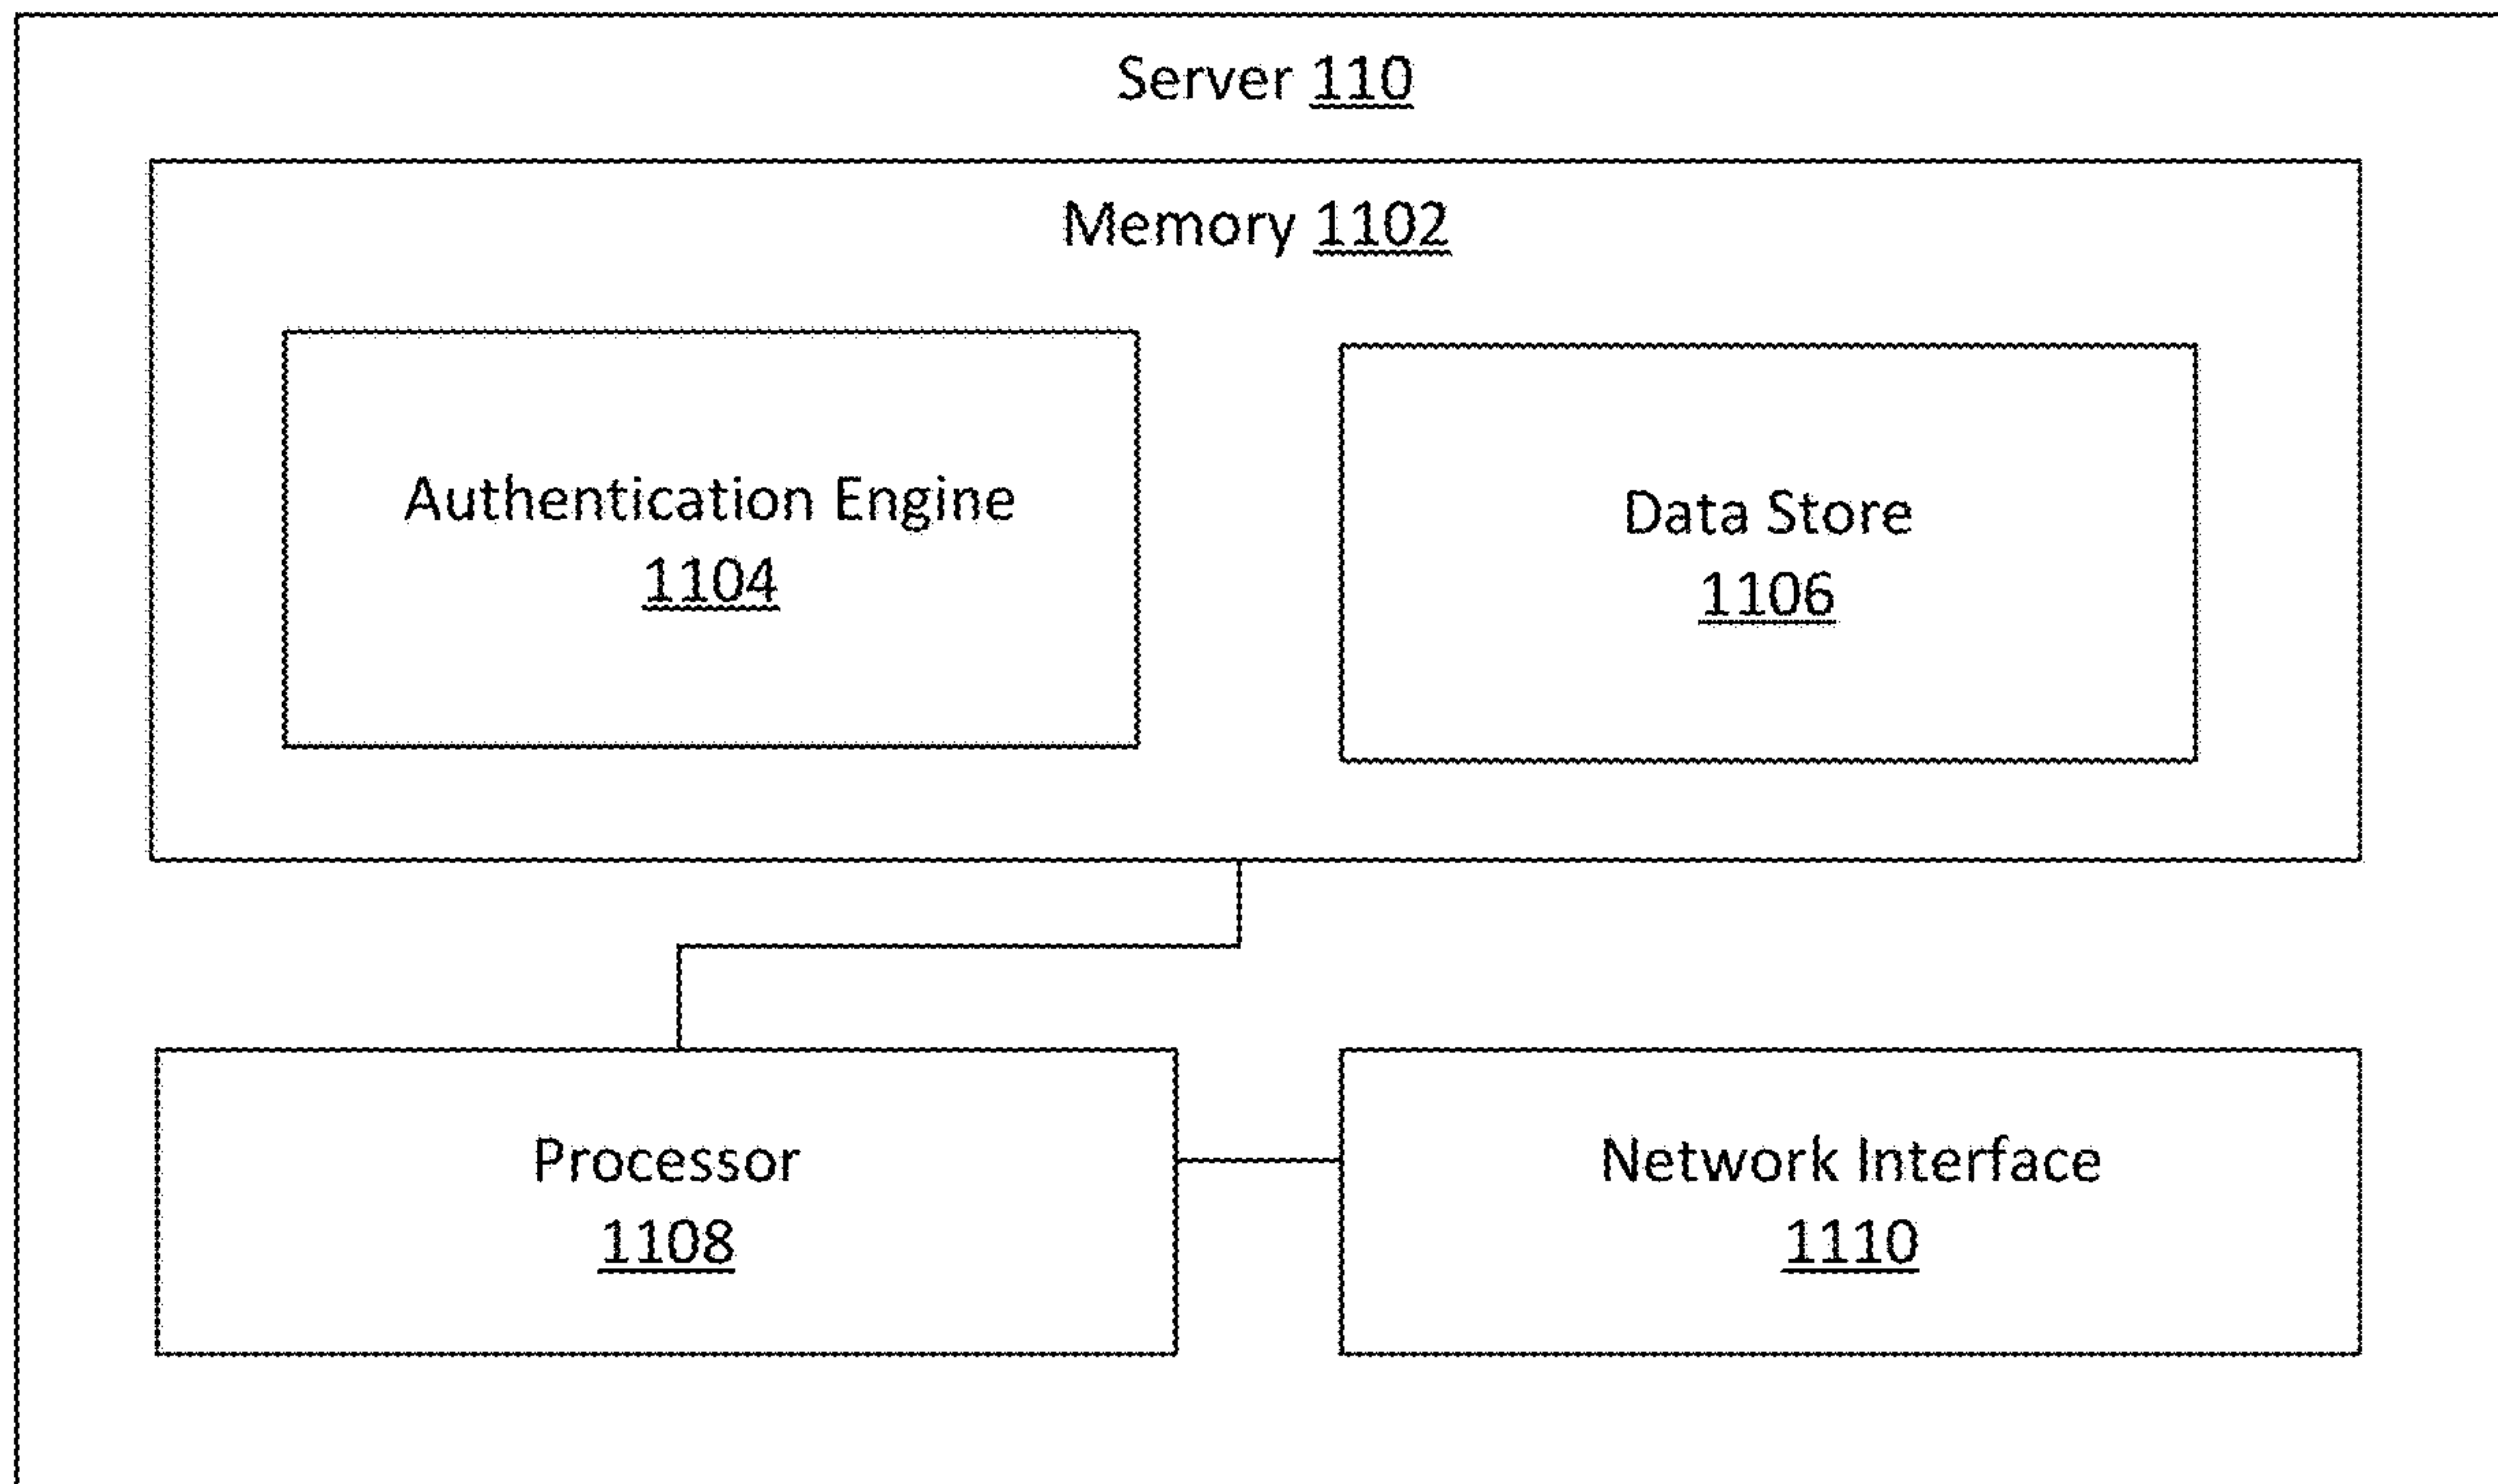 Server 110
Memory 1102
Authentication Engine
1104
Data Store
1106
Processor
1108
Network Interface
1110